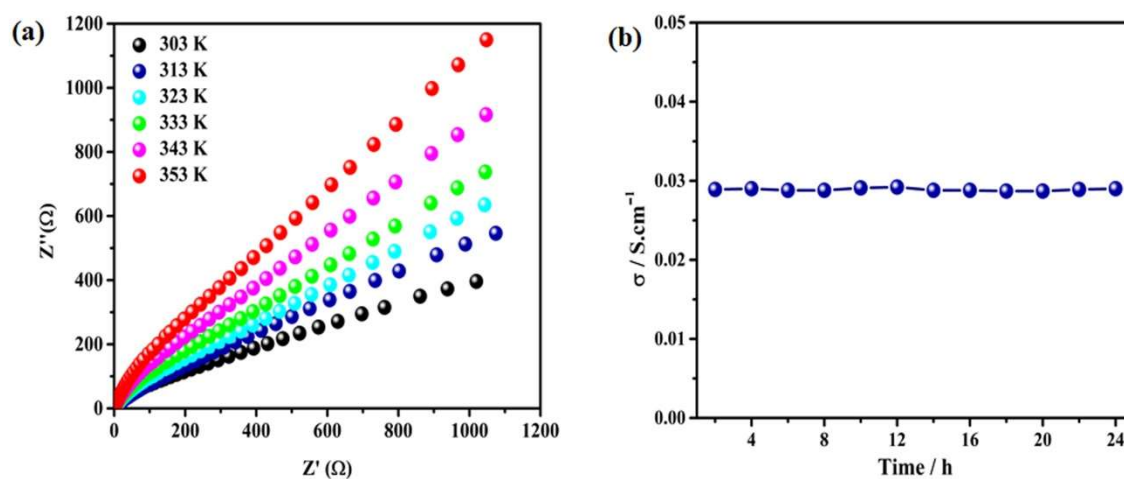 (a)
1200
1000
800
600
400
200
0
Z''(Ω)
303 K
313 K
323 K
333 K
343 K
353 K
0 200 400 600 800 1000 1200
Z' (Ω)
(b)
0.05
0.04
0.03
0.02
0.01
0.00
σ / S.cm⁻¹
4 8 12 16 20 24
Time / h